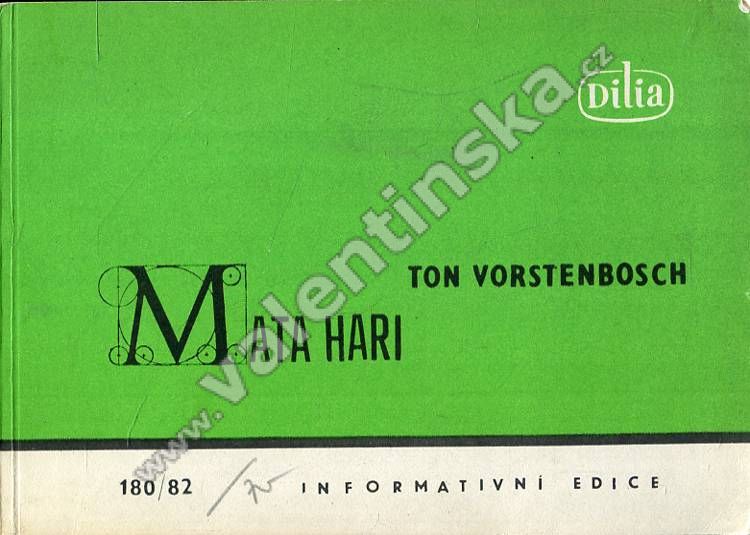 Dilia
TON VORSTENBOSCH
MATA HARI
180/82 INFORMATIVNÍ EDICE
www.valentinska.cz